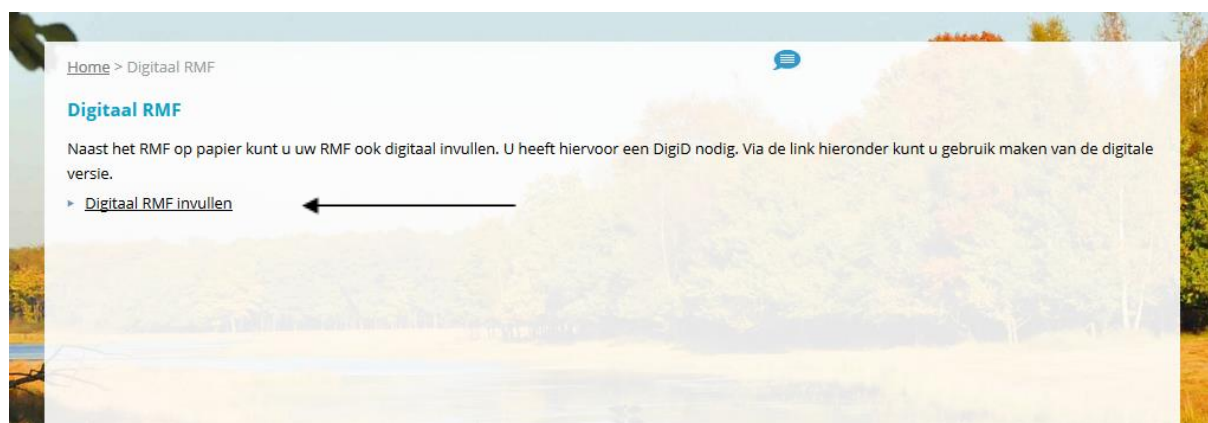 Home > Digitaal RMF
Digitaal RMF
Naast het RMF op papier kunt u uw RMF ook digitaal invullen. U heeft hiervoor een DigiD nodig. Via de link hieronder kunt u gebruik maken van de digitale
versie.
Digitaal RMF invullen